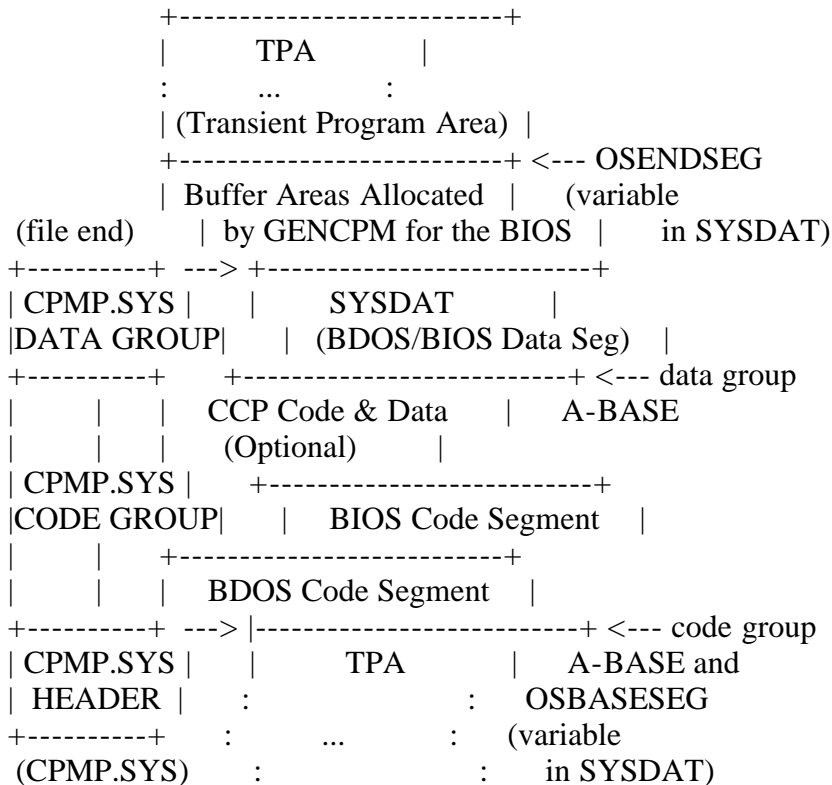 +---------------------------+
| TPA |
: ... :
| (Transient Program Area) |
+---------------------------+ <--- OSENDSEG
| Buffer Areas Allocated | (variable
(file end) | by GENCPM for the BIOS | in SYSDAT)
+----------+ ---> +---------------------------+
| CPMP.SYS | | SYSDAT |
|DATA GROUP| | (BDOS/BIOS Data Seg) |
+----------+ +---------------------------+ <--- data group
| | | CCP Code & Data | A-BASE
| | | (Optional) |
| CPMP.SYS | +---------------------------+
|CODE GROUP| | BIOS Code Segment |
| | +---------------------------+
| | | BDOS Code Segment |
+----------+ ---> |---------------------------+ <--- code group
| CPMP.SYS | | TPA | A-BASE and
| HEADER | : : OSBASESEG
+----------+ : ... : (variable
(CPMP.SYS) : : in SYSDAT)